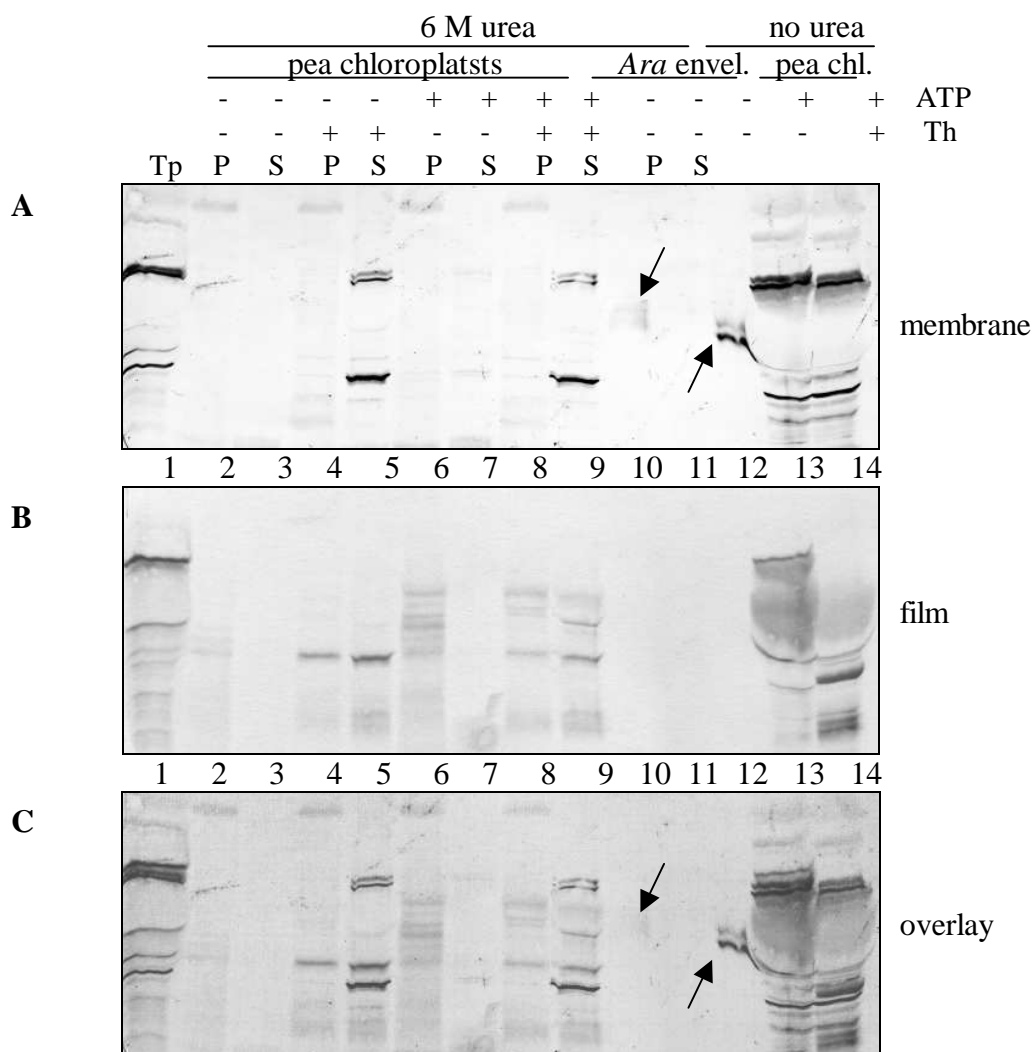 6 M urea no urea
pea chloroplatsts Ara envel. pea chl.
- - - - + + + + - - - + + ATP
- - + + - - + + - - - - + Th
Tp P S P S P S P S P S
A
membrane
1 2 3 4 5 6 7 8 9 10 11 12 13 14
B
film
1 2 3 4 5 6 7 8 9 10 11 12 13 14
C
overlay